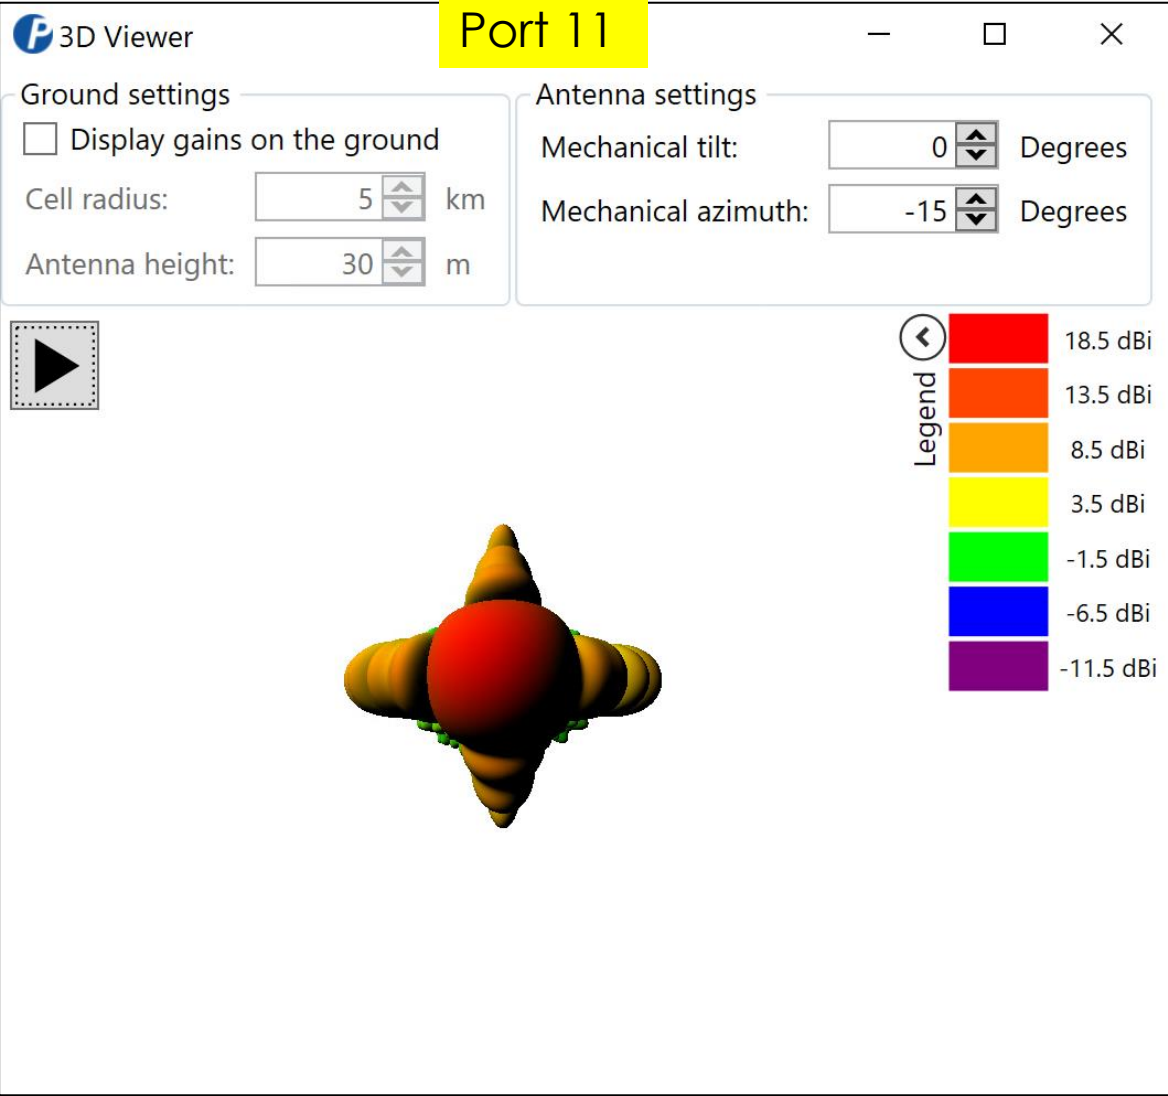 3D Viewer
Port 11
Ground settings
Display gains on the ground
Cell radius: 5 km
Antenna height: 30 m
Antenna settings
Mechanical tilt: 0 Degrees
Mechanical azimuth: -15 Degrees
Legend
18.5 dBi
13.5 dBi
8.5 dBi
3.5 dBi
-1.5 dBi
-6.5 dBi
-11.5 dBi